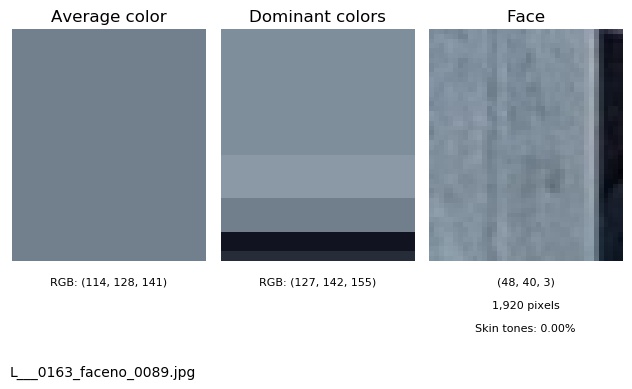 Average color
Dominant colors
Face
RGB: (114, 128, 141)
RGB: (127, 142, 155)
(48, 40, 3)
1,920 pixels
Skin tones: 0.00%
L___0163_faceno_0089.jpg